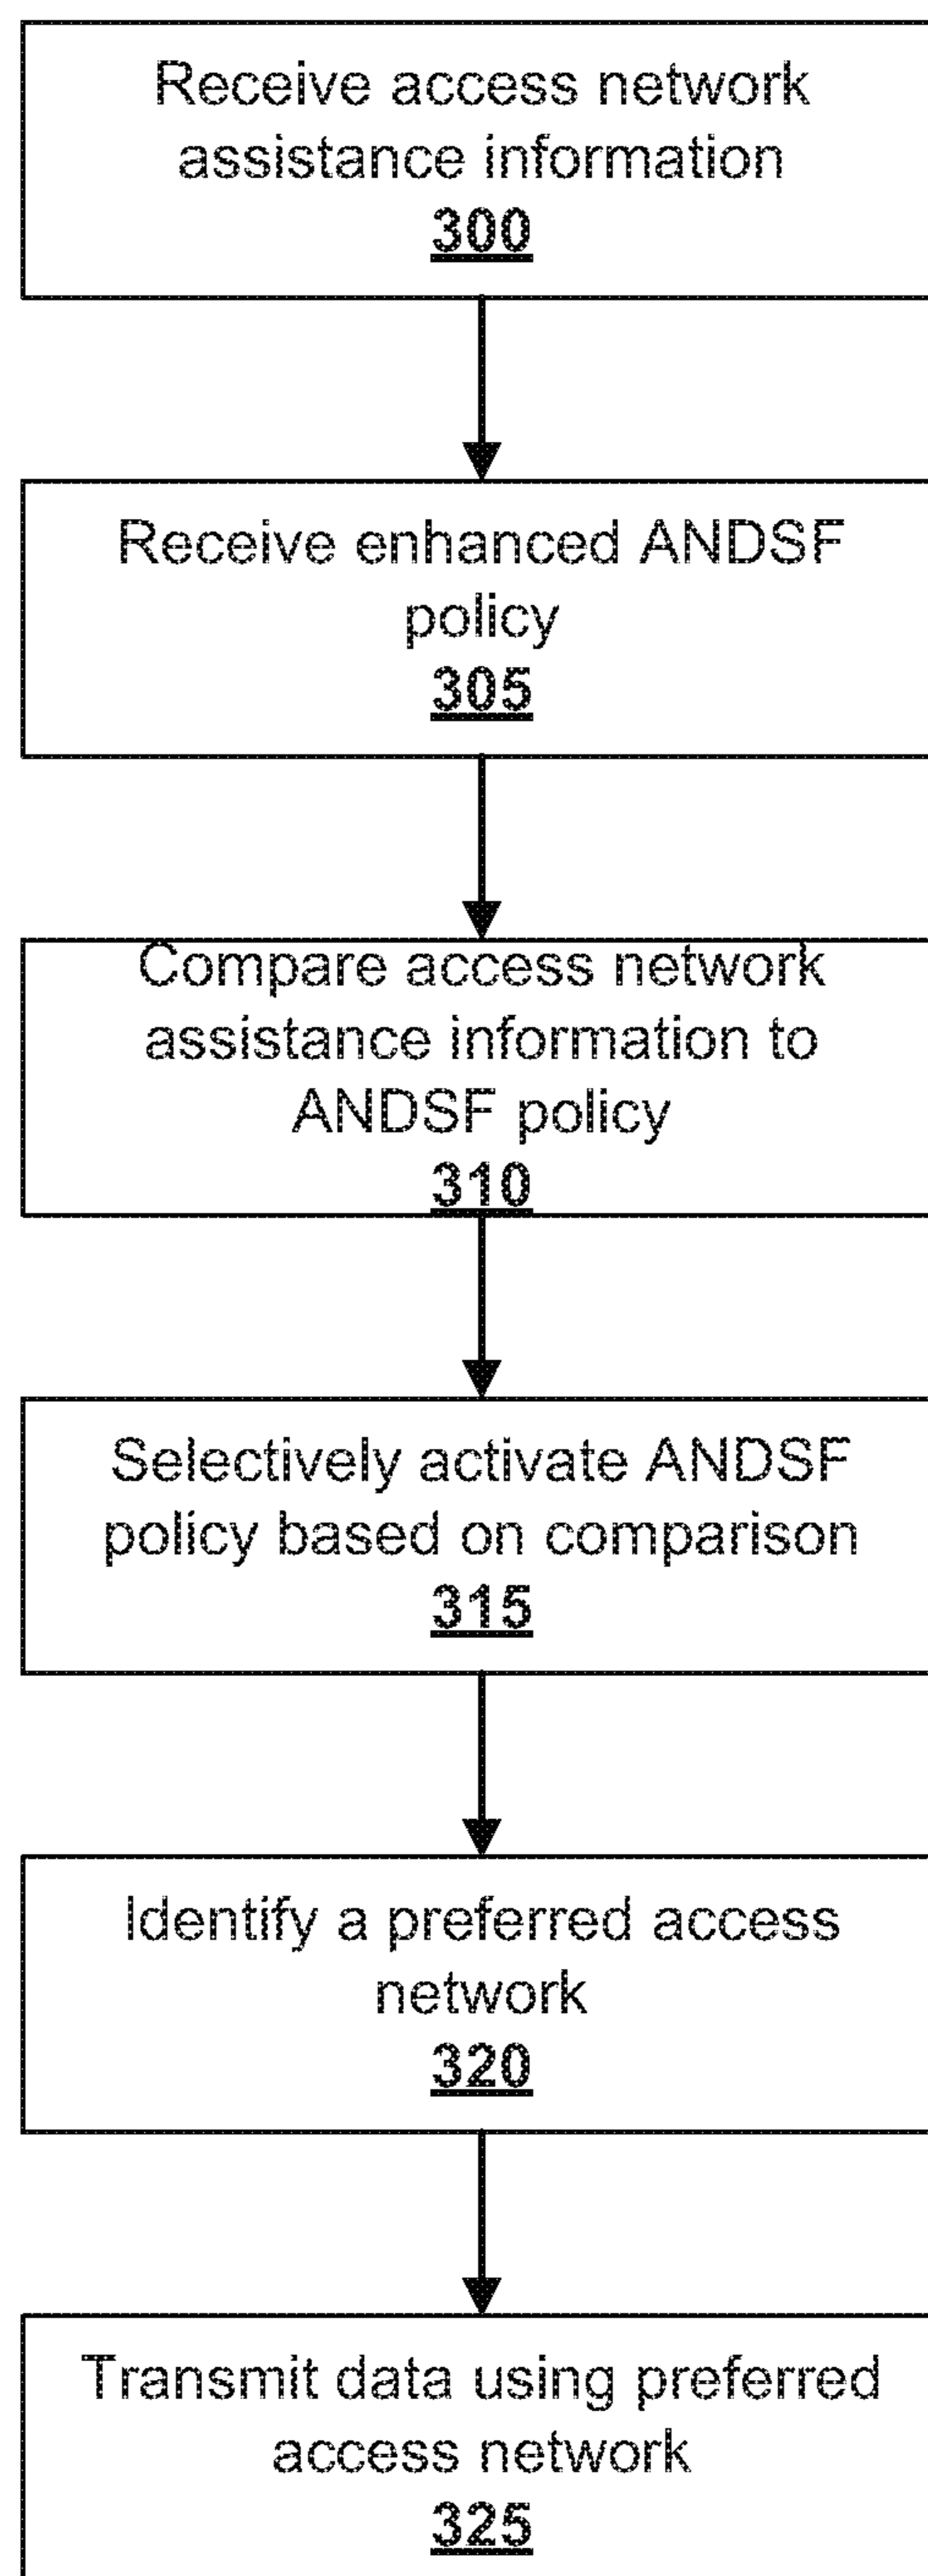 Receive access network
assistance information
300
Receive enhanced ANDSF
policy
305
Compare access network
assistance information to
ANDSF policy
310
Selectively activate ANDSF
policy based on comparison
315
Identify a preferred access
network
320
Transmit data using preferred
access network
325